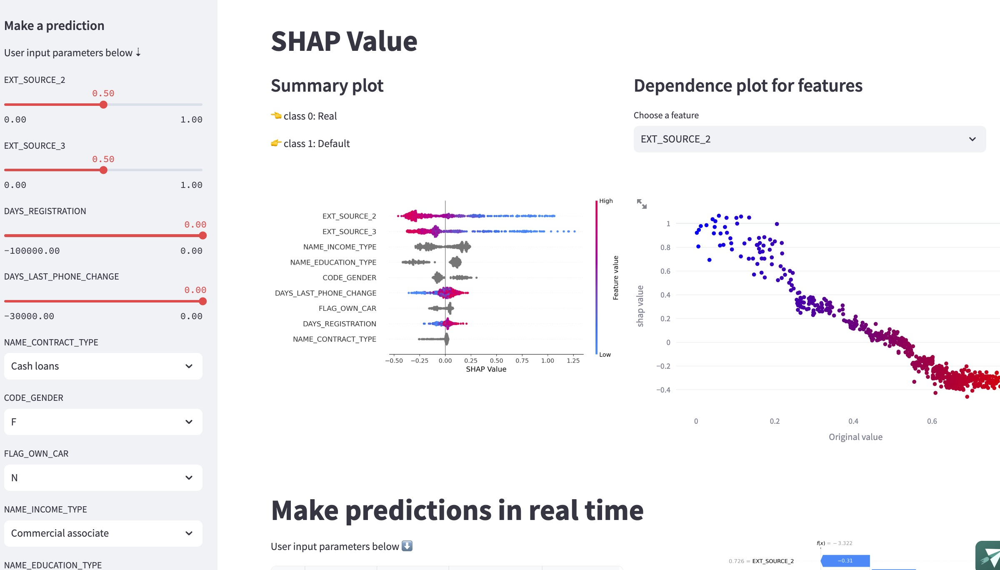 Make a prediction
User input parameters below ⇣
EXT_SOURCE_2
0.50
0.00 1.00
EXT_SOURCE_3
0.50
0.00 1.00
DAYS_REGISTRATION
0.00
-100000.00 0.00
DAYS_LAST_PHONE_CHANGE
0.00
-30000.00 0.00
NAME_CONTRACT_TYPE
Cash loans
CODE_GENDER
F
FLAG_OWN_CAR
N
NAME_INCOME_TYPE
Commercial associate
NAME_EDUCATION_TYPE
SHAP Value
Summary plot
👈 class 0: Real
👉 class 1: Default
EXT_SOURCE_2
EXT_SOURCE_3
NAME_INCOME_TYPE
NAME_EDUCATION_TYPE
CODE_GENDER
DAYS_LAST_PHONE_CHANGE
FLAG_OWN_CAR
DAYS_REGISTRATION
NAME_CONTRACT_TYPE
−0.50 −0.25 0.00 0.25 0.50 0.75 1.00 1.25
SHAP Value
High
Feature value
Low
Dependence plot for features
Choose a feature
EXT_SOURCE_2
1
0.8
0.6
0.4
0.2
0
−0.2
−0.4
shap value
0 0.2 0.4 0.6
Original value
Make predictions in real time
User input parameters below ⬇️
f(x) = −3.322
0.726 = EXT_SOURCE_2
−0.31